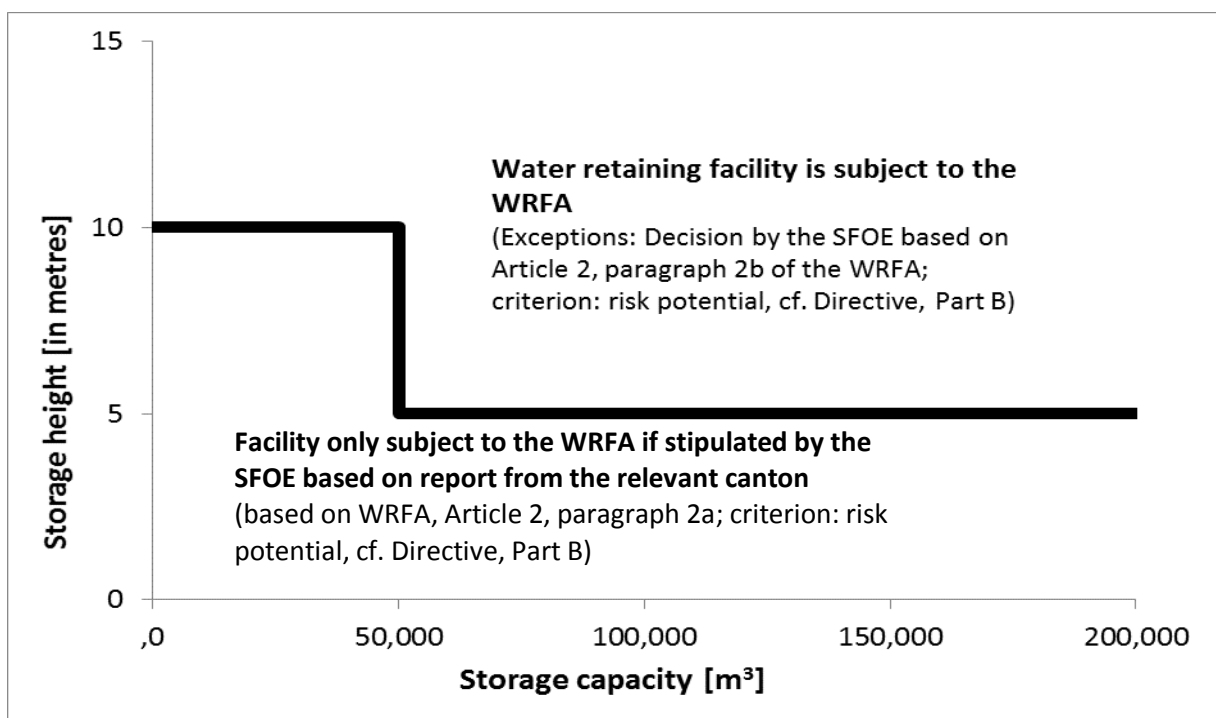 15
Water retaining facility is subject to the
WRFA
(Exceptions: Decision by the SFOE based on
Article 2, paragraph 2b of the WRFA;
criterion: risk potential, cf. Directive, Part B)
10
Storage height [in metres]
5
Facility only subject to the WRFA if stipulated by the
SFOE based on report from the relevant canton
(based on WRFA, Article 2, paragraph 2a; criterion: risk
potential, cf. Directive, Part B)
0
,0 50,000 100,000 150,000 200,000
Storage capacity [m³]